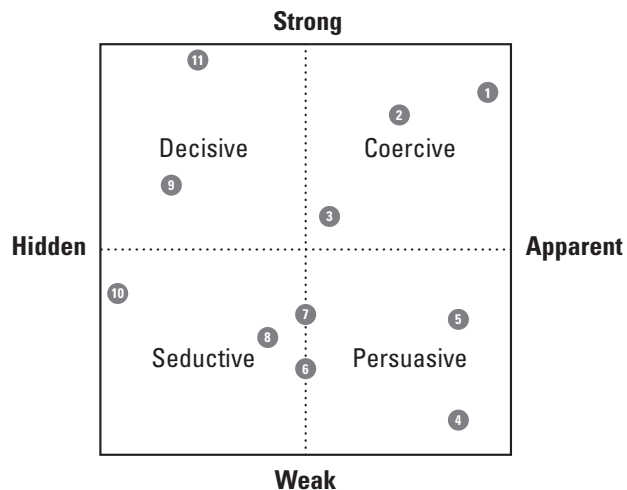 Strong
11
1
2
Decisive
Coercive
9
3
Hidden
Apparent
10
7
5
8
Seductive
6
Persuasive
4
Weak